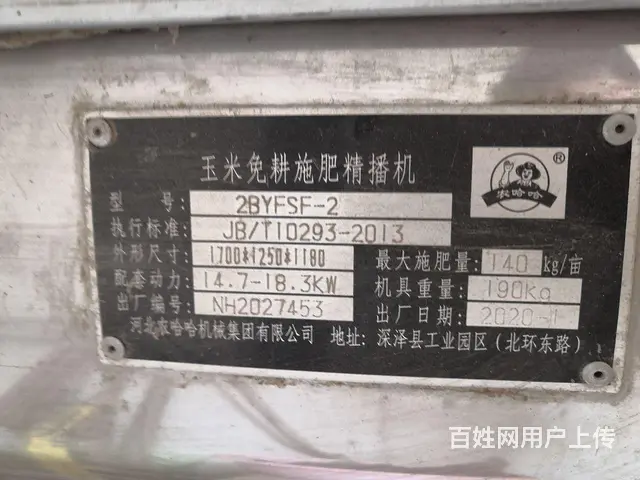 玉米免耕施肥精播机
农哈哈
®
型 号: 2BYFSF-2
执行标准: JB/T10293-2013
外形尺寸: 1700*1250*1180
最大施肥量: 140 kg/亩
配套动力: 14.7-18.3KW
机具重量: 190Kg
出厂编号: NH2027453
出厂日期: 2020-1
河北农哈哈机械集团有限公司 地址: 深泽县工业园区(北环东路)
百姓网用户上传